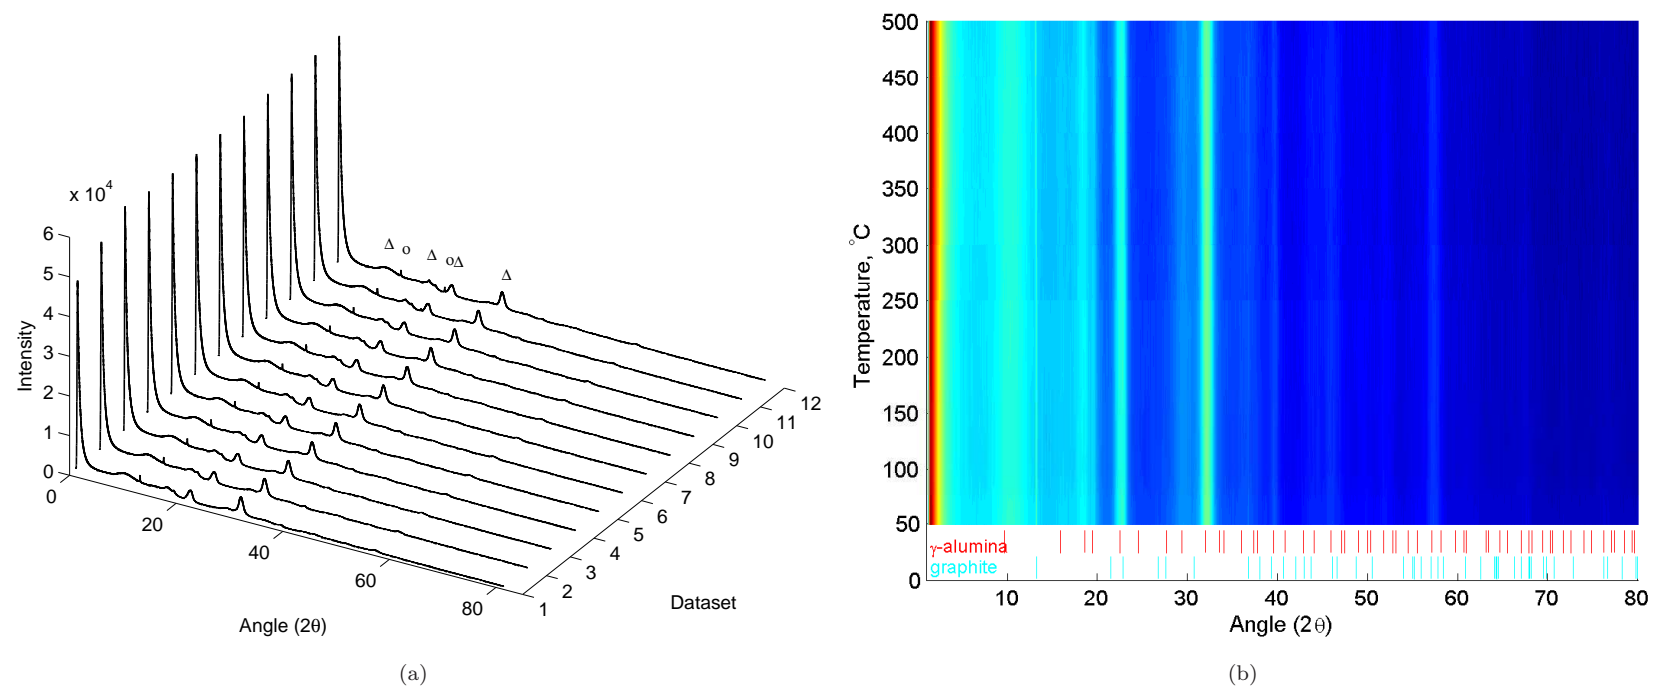 x 10^4
6
5
4
3
2
1
0
Intensity
0
20
40
60
80
Angle (2θ)
1
2
3
4
5
6
7
8
9
10
11
12
Dataset
Δ o Δ oΔ Δ
(a)
500
450
400
350
300
250
200
150
100
50
0
Temperature, °C
γ-alumina
graphite
10 20 30 40 50 60 70 80
Angle (2θ)
(b)